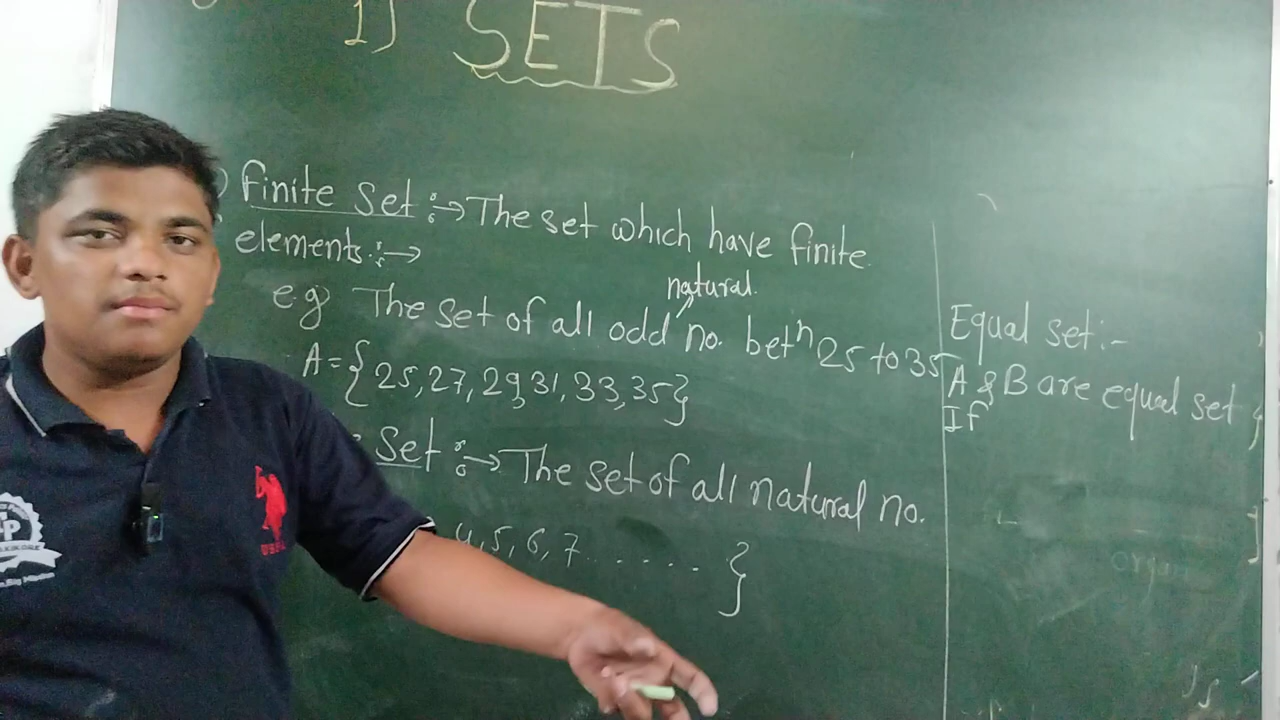 1) SETS
Finite Set :→ The set which have finite
elements :→
natural.
e.g The set of all odd no. betⁿ 25 to 35
A = { 25, 27, 29, 31, 33, 35 }
Set :→ The set of all natural no.
4, 5, 6, 7 . . . . . . }
Equal set :-
A & B are equal set
If